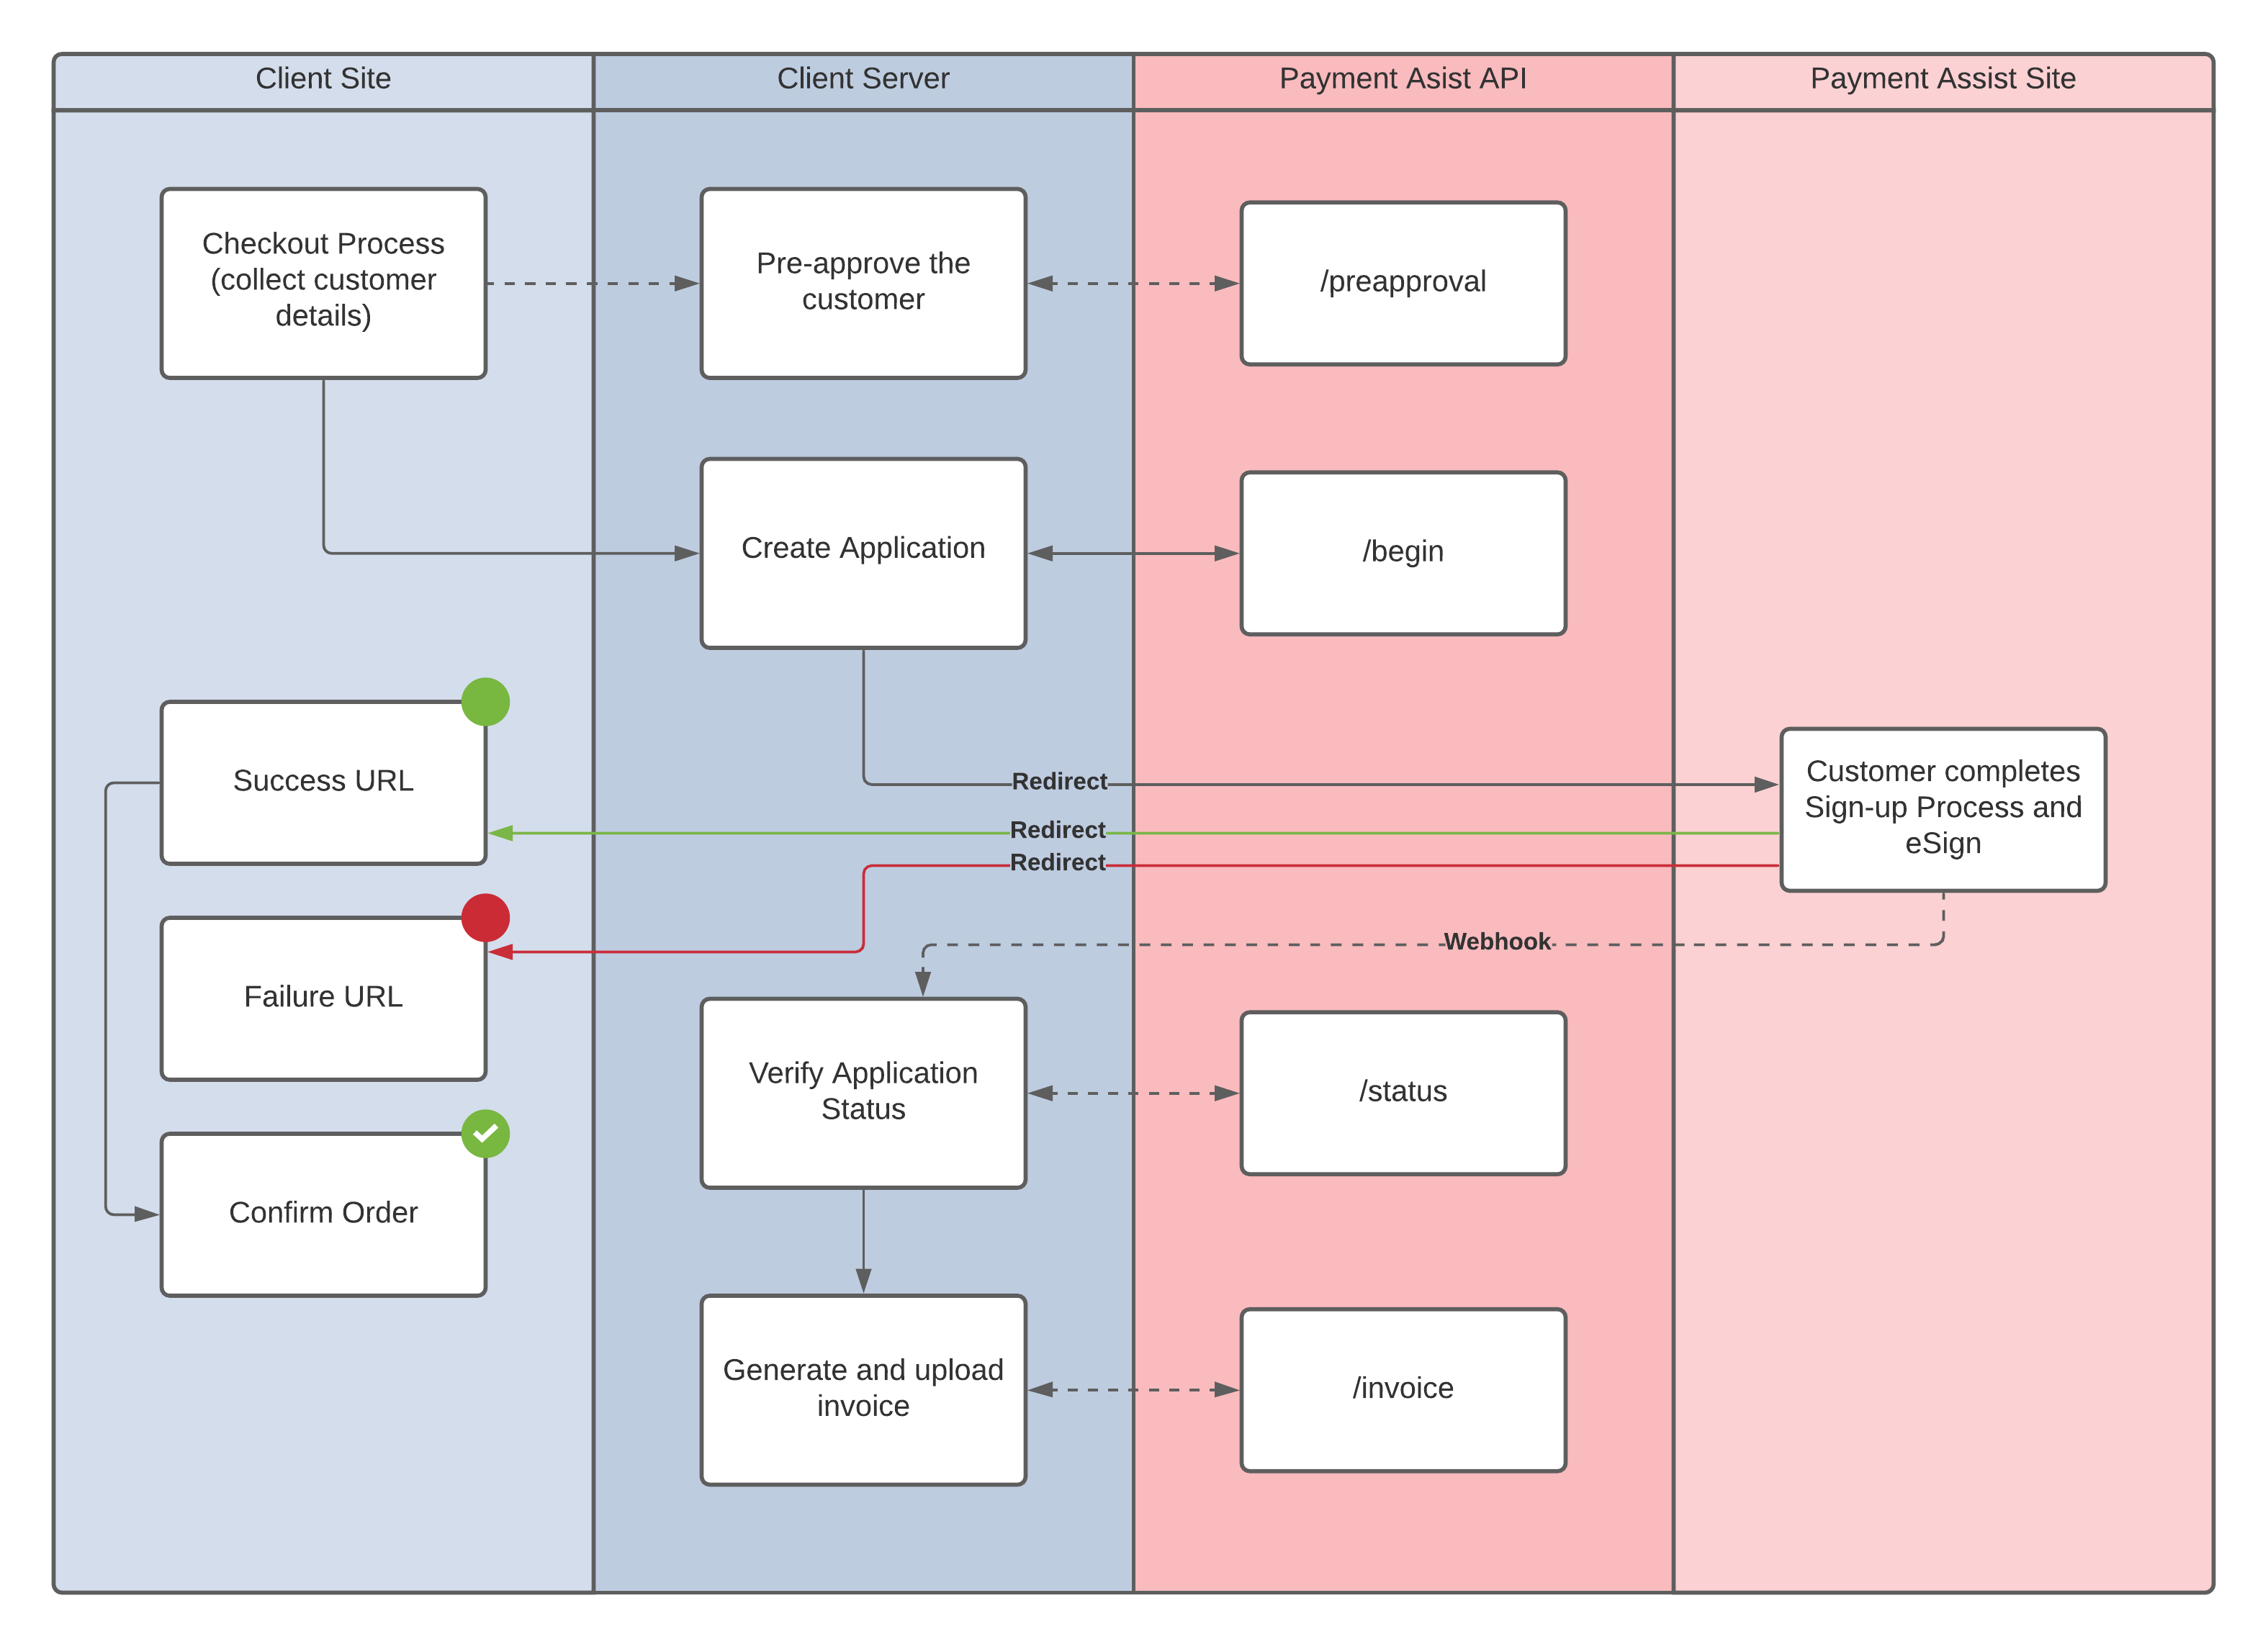 Client Site
Client Server
Payment Asist API
Payment Assist Site
Checkout Process
(collect customer
details)
Pre-approve the
customer
/preapproval
Create Application
/begin
Success URL
Redirect
Redirect
Redirect
Customer completes
Sign-up Process and
eSign
Webhook
Failure URL
Verify Application
Status
/status
Confirm Order
Generate and upload
invoice
/invoice